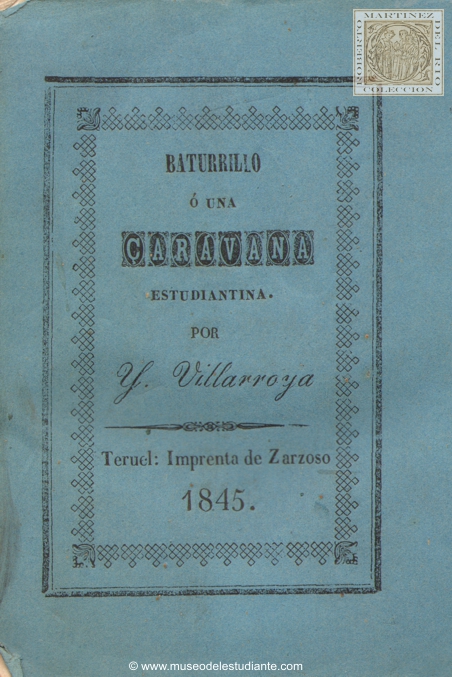 ROBERTO MARTINEZ DEL RIO
COLECCION
BATURRILLO
Ó UNA
CARAVANA
ESTUDIANTINA.
POR
Y. Villarroya
Teruel: Imprenta de Zarzoso
1845.
© www.museodelestudiante.com